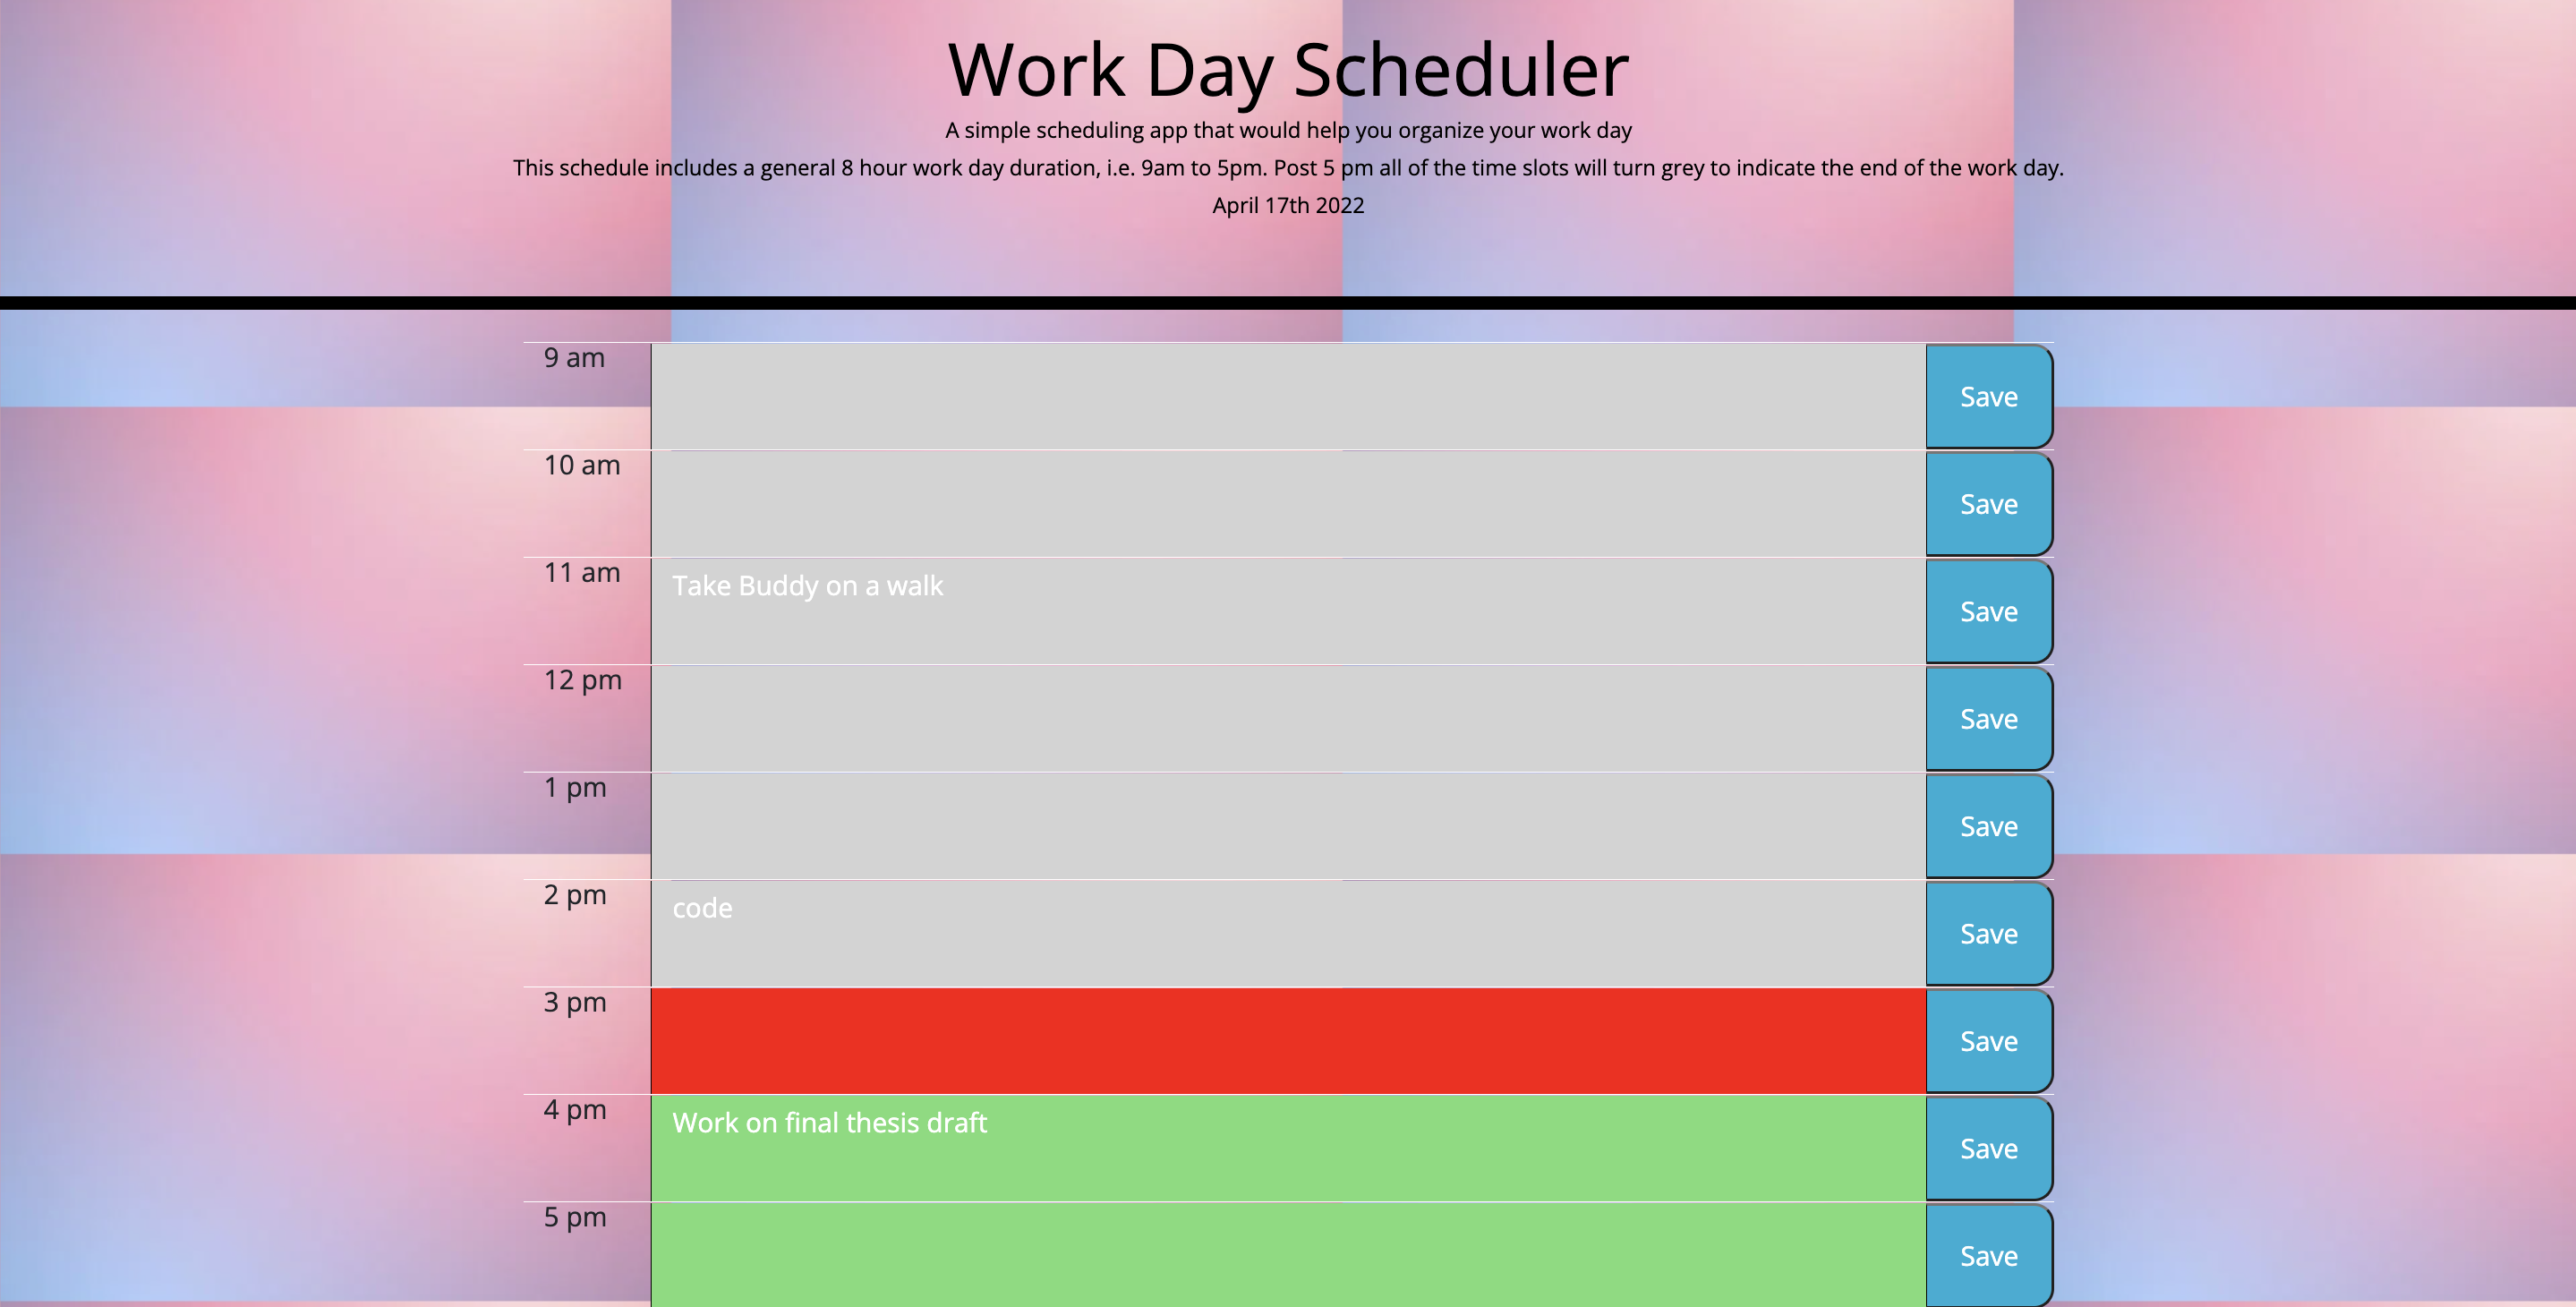 Work Day Scheduler
A simple scheduling app that would help you organize your work day
This schedule includes a general 8 hour work day duration, i.e. 9am to 5pm. Post 5 pm all of the time slots will turn grey to indicate the end of the work day.
April 17th 2022
9 am
Save
10 am
Save
11 am
Take Buddy on a walk
Save
12 pm
Save
1 pm
Save
2 pm
code
Save
3 pm
Save
4 pm
Work on final thesis draft
Save
5 pm
Save